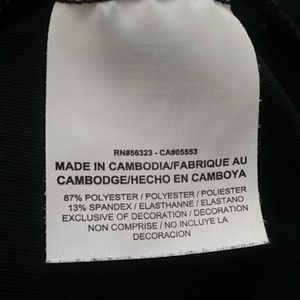 RN#56323 - CA#05553
MADE IN CAMBODIA/FABRIQUE AU
CAMBODGE/HECHO EN CAMBOYA
87% POLYESTER / POLYESTER / POLIESTER
13% SPANDEX / ELASTHANNE / ELASTANO
EXCLUSIVE OF DECORATION / DECORATION
NON COMPRISE / NO INCLUYE LA
DECORACION